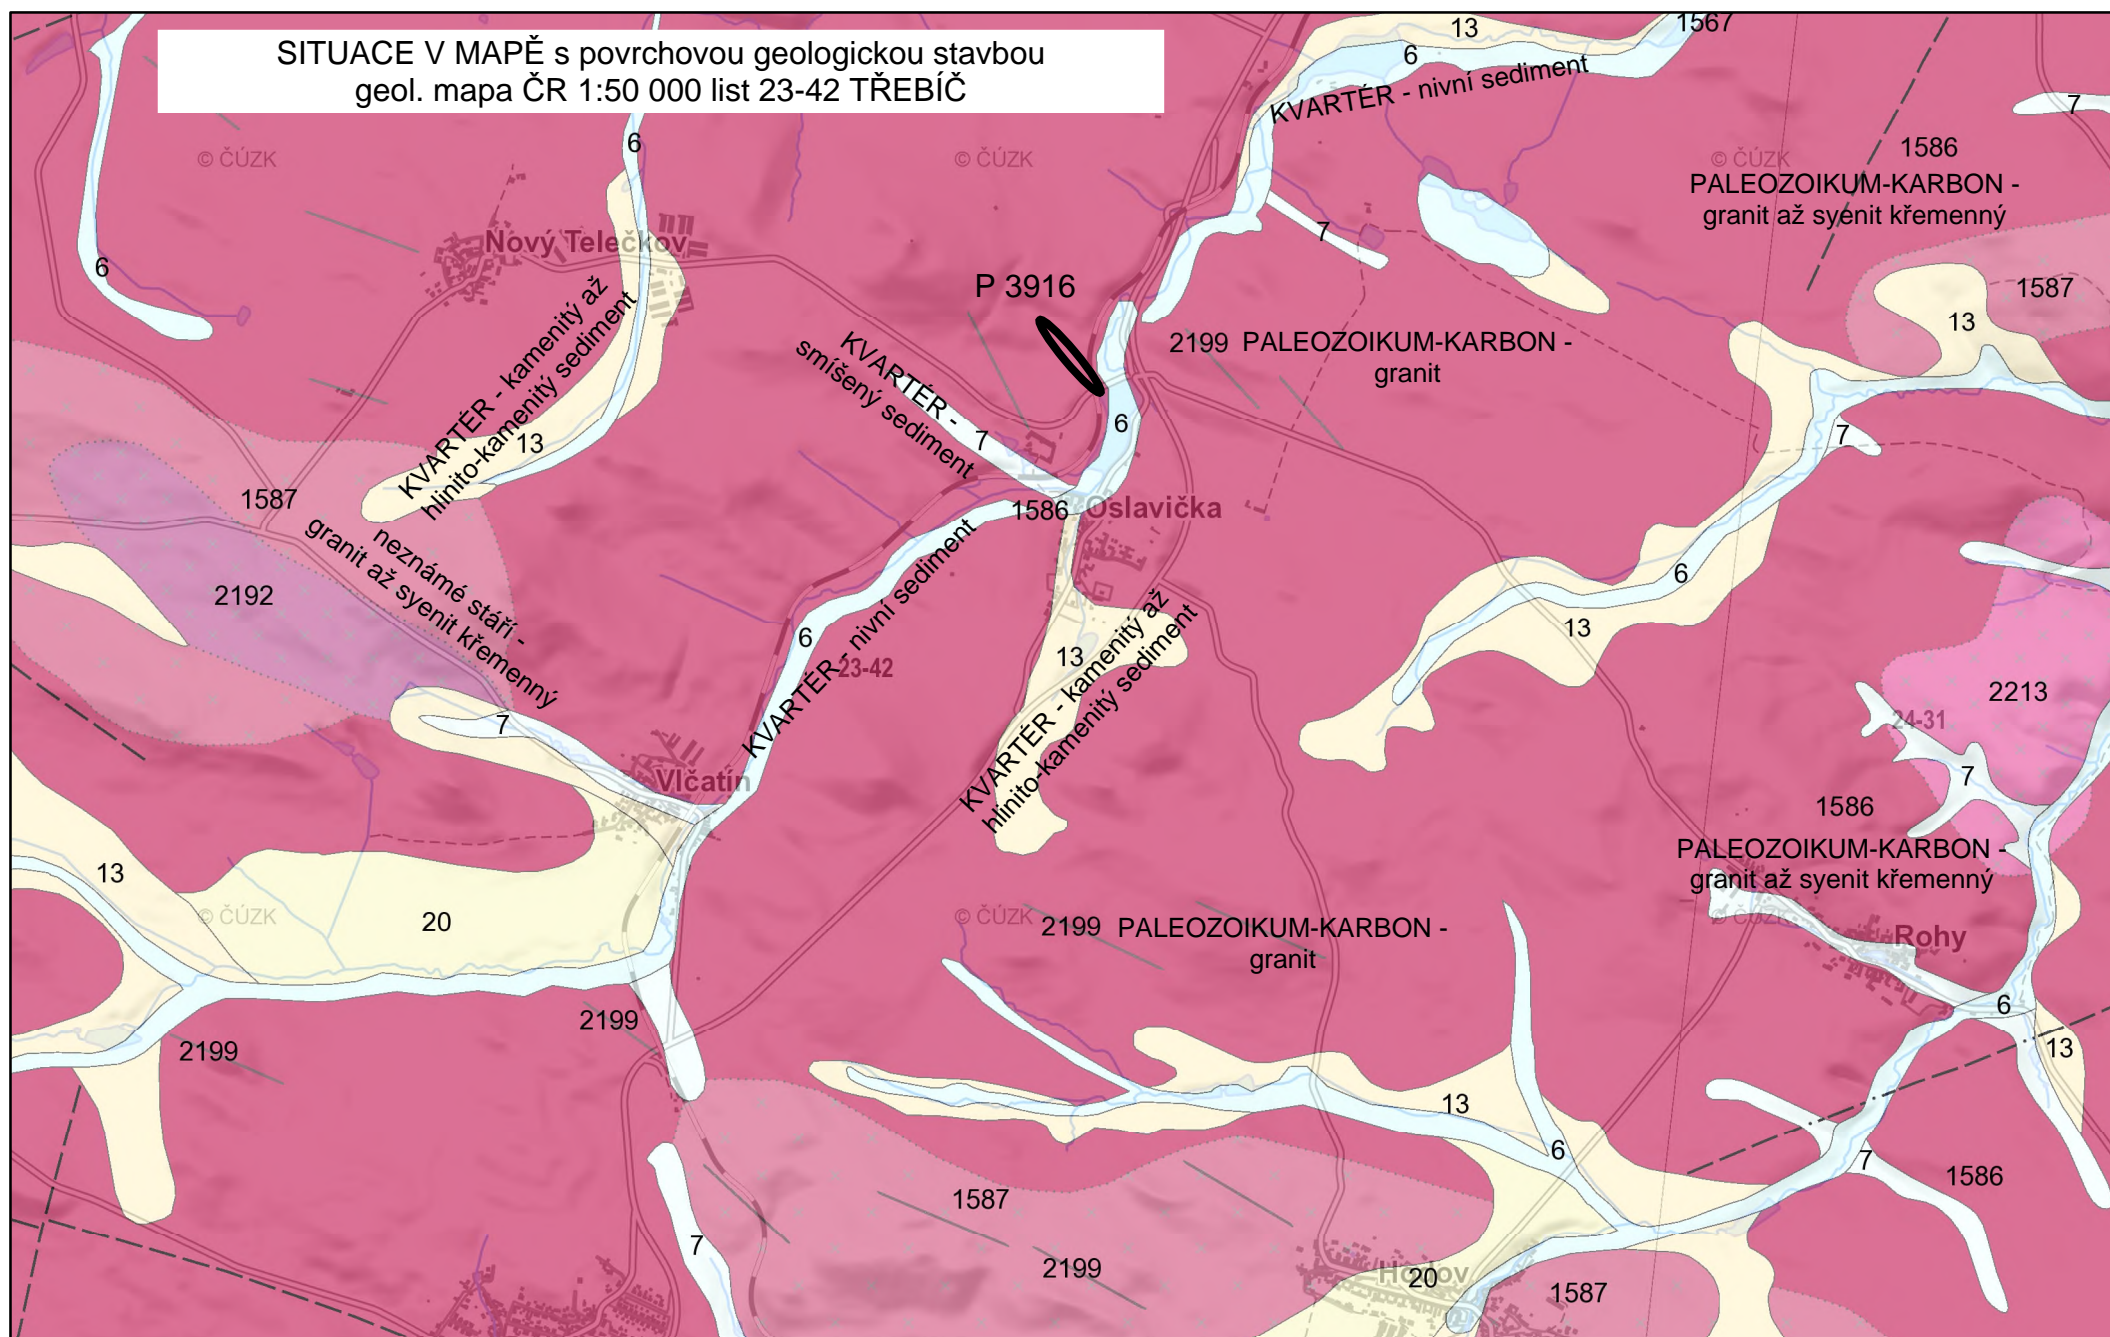 SITUACE V MAPĚ s povrchovou geologickou stavbou
geol. mapa ČR 1:50 000 list 23-42 TŘEBÍČ
13
1567
6
KVARTÉR - nivní sediment
7
6
© ČÚZK
© ČÚZK
© ČÚZK
1586
PALEOZOIKUM-KARBON -
granit až syenit křemenný
Nový Telečkov
7
6
P 3916
1587
13
KVARTÉR - kamenitý až
hlinito-kamenitý sediment
13
KVARTÉR -
smíšený sediment
7
2199 PALEOZOIKUM-KARBON -
granit
6
7
1587
neznámé stáří -
granit až syenit křemenný
1586
Oslavička
2192
6
KVARTÉR - nivní sediment
23-42
6
13
13
KVARTÉR - kamenitý až
hlinito-kamenitý sediment
2213
24-31
7
7
Vlčatín
1586
PALEOZOIKUM-KARBON -
granit až syenit křemenný
13
20
© ČÚZK
© ČÚZK
2199 PALEOZOIKUM-KARBON -
granit
© ČÚZK
Rohy
6
2199
2199
13
13
6
7
1586
1587
7
2199
20
1587